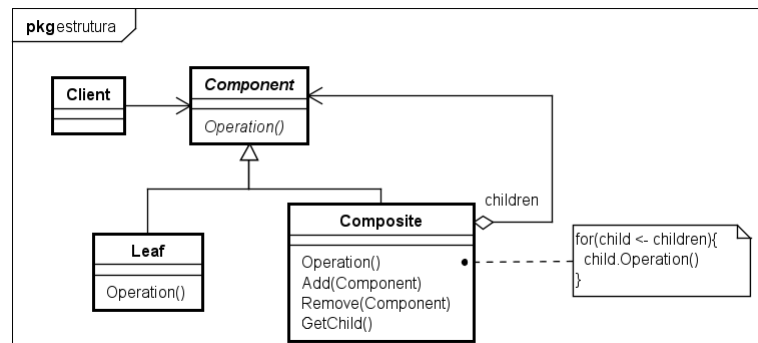 pkg estrutura
Client
Component
Operation()
children
Leaf
Operation()
Composite
Operation()
Add(Component)
Remove(Component)
GetChild()
for(child <- children){
child.Operation()
}